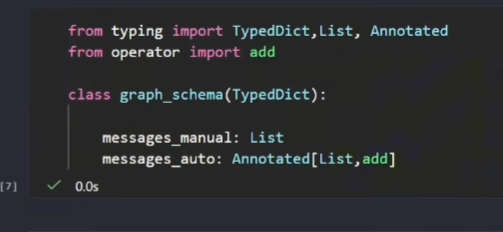 from typing import TypedDict,List, Annotated
from operator import add
class graph_schema(TypedDict):
messages_manual: List
messages_auto: Annotated[List,add]
[7]
0.0s